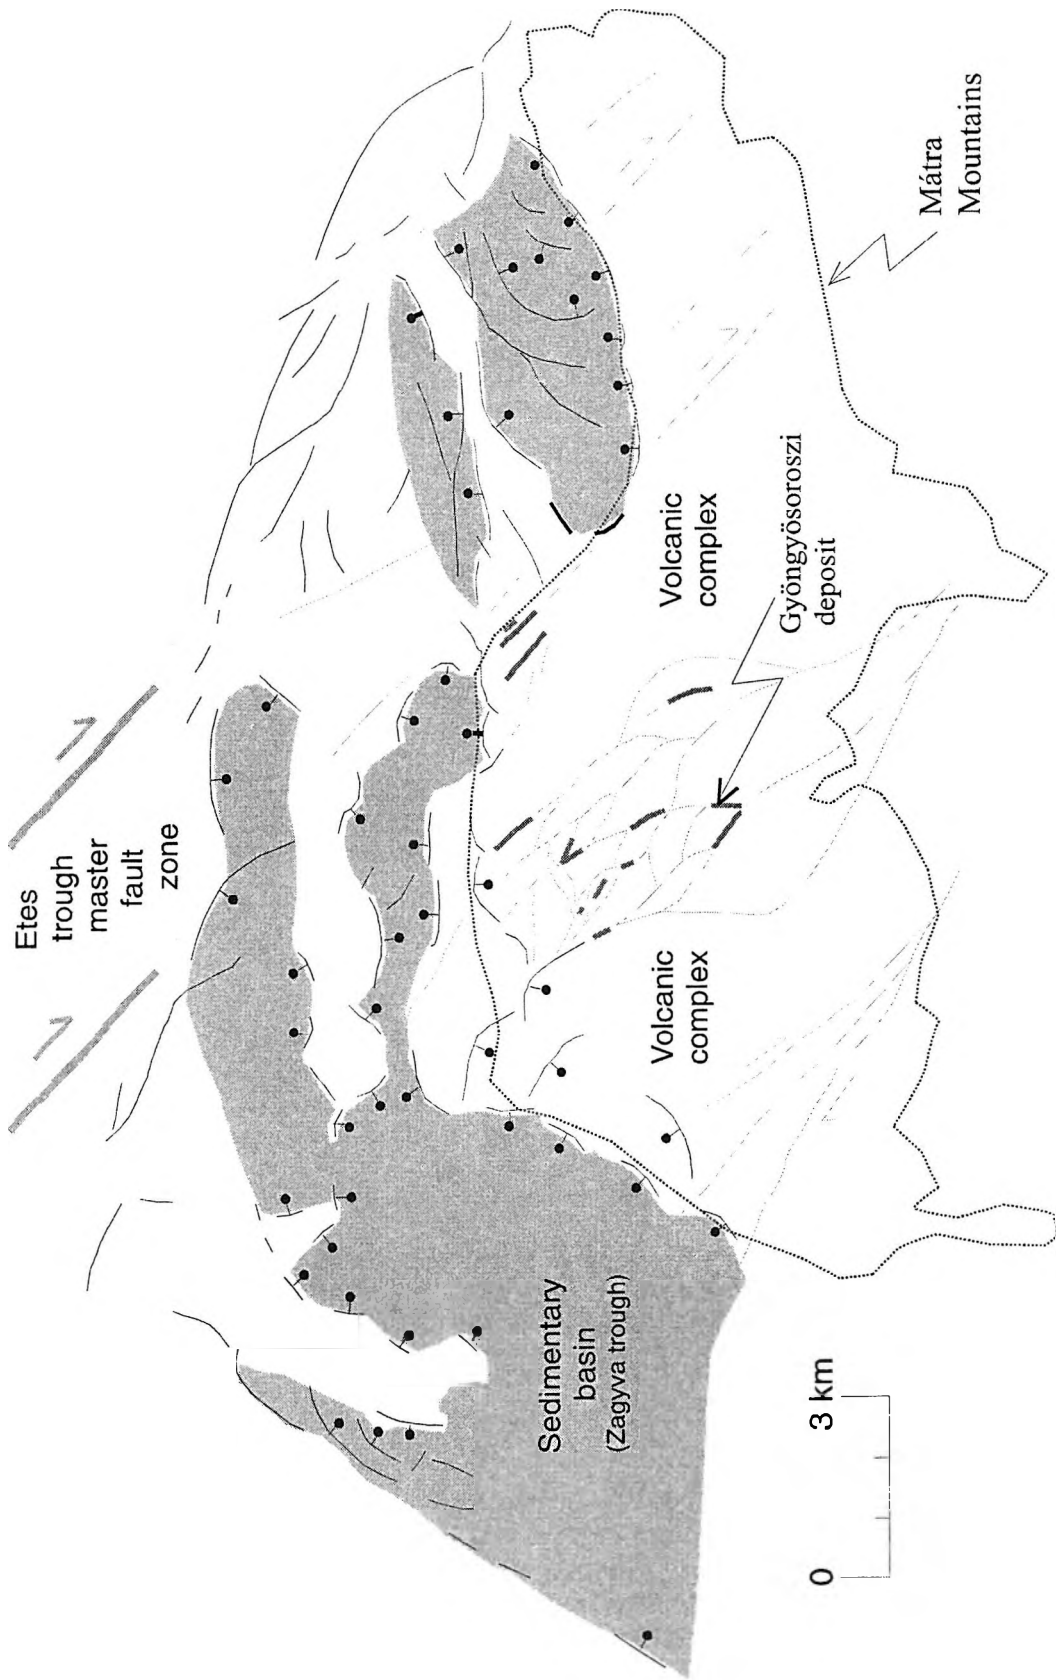 Etes
trough
master
fault
zone
Mátra
Mountains
Volcanic
complex
Gyöngyösoroszi
deposit
Volcanic
complex
Sedimentary
basin
(Zagyva trough)
0 3 km